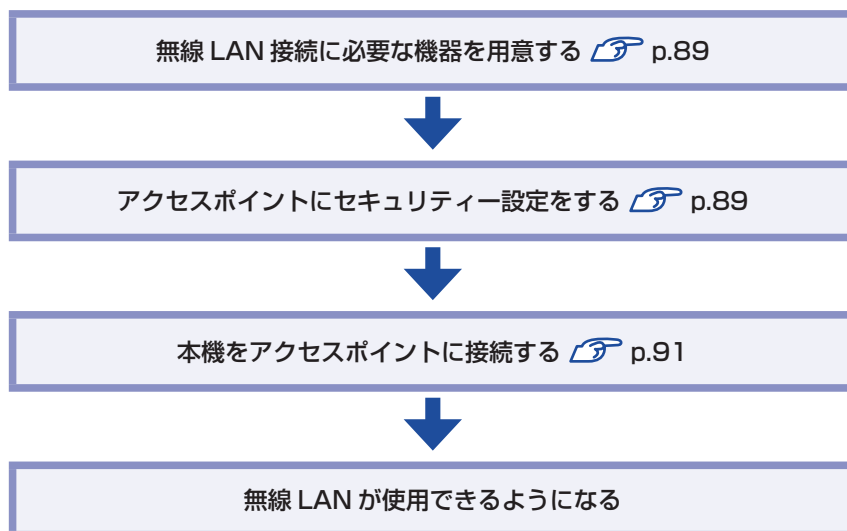 無線 LAN 接続に必要な機器を用意する p.89
アクセスポイントにセキュリティー設定をする p.89
本機をアクセスポイントに接続する p.91
無線 LAN が使用できるようになる